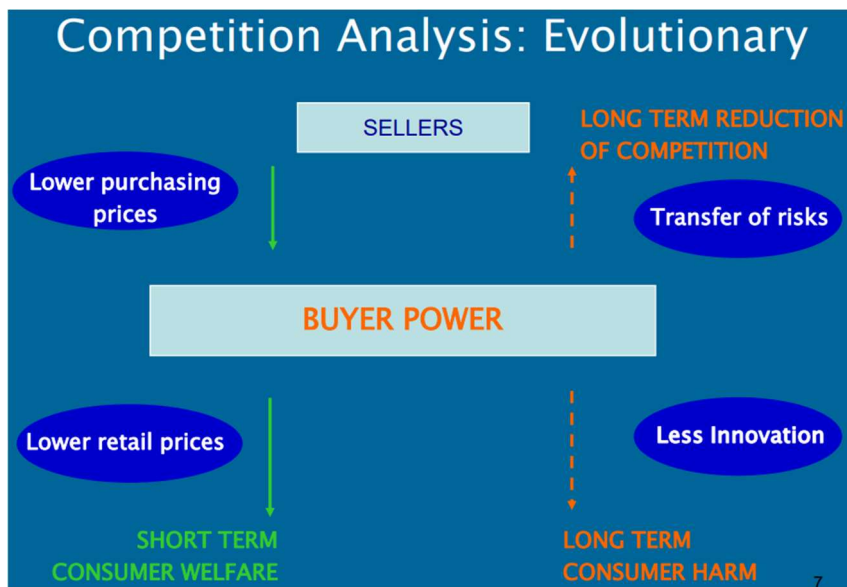 Competition Analysis: Evolutionary
SELLERS
LONG TERM REDUCTION
OF COMPETITION
Lower purchasing
prices
Transfer of risks
BUYER POWER
Lower retail prices
Less Innovation
SHORT TERM
CONSUMER WELFARE
LONG TERM
CONSUMER HARM
7